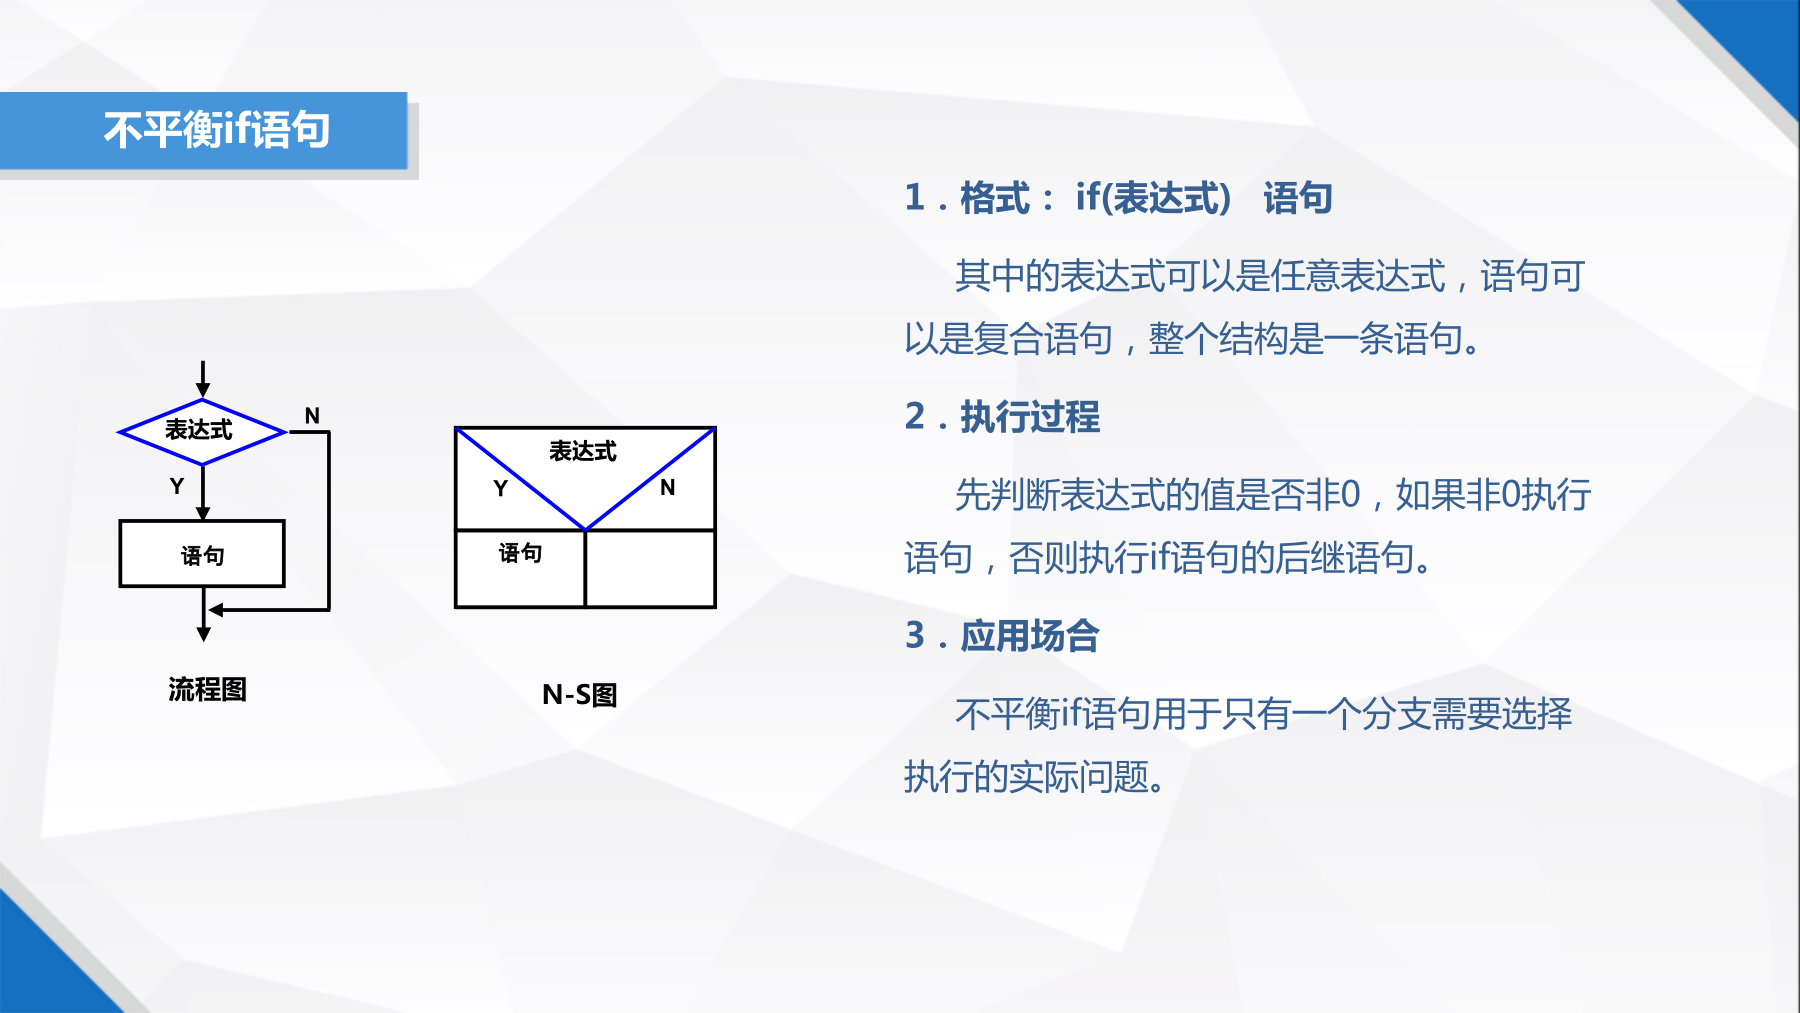 不平衡if语句
1．格式：if(表达式) 语句
其中的表达式可以是任意表达式，语句可
以是复合语句，整个结构是一条语句。
2．执行过程
先判断表达式的值是否非0，如果非0执行
语句，否则执行if语句的后继语句。
3．应用场合
不平衡if语句用于只有一个分支需要选择
执行的实际问题。
表达式
N
Y
语句
流程图
表达式
Y
N
语句
N-S图